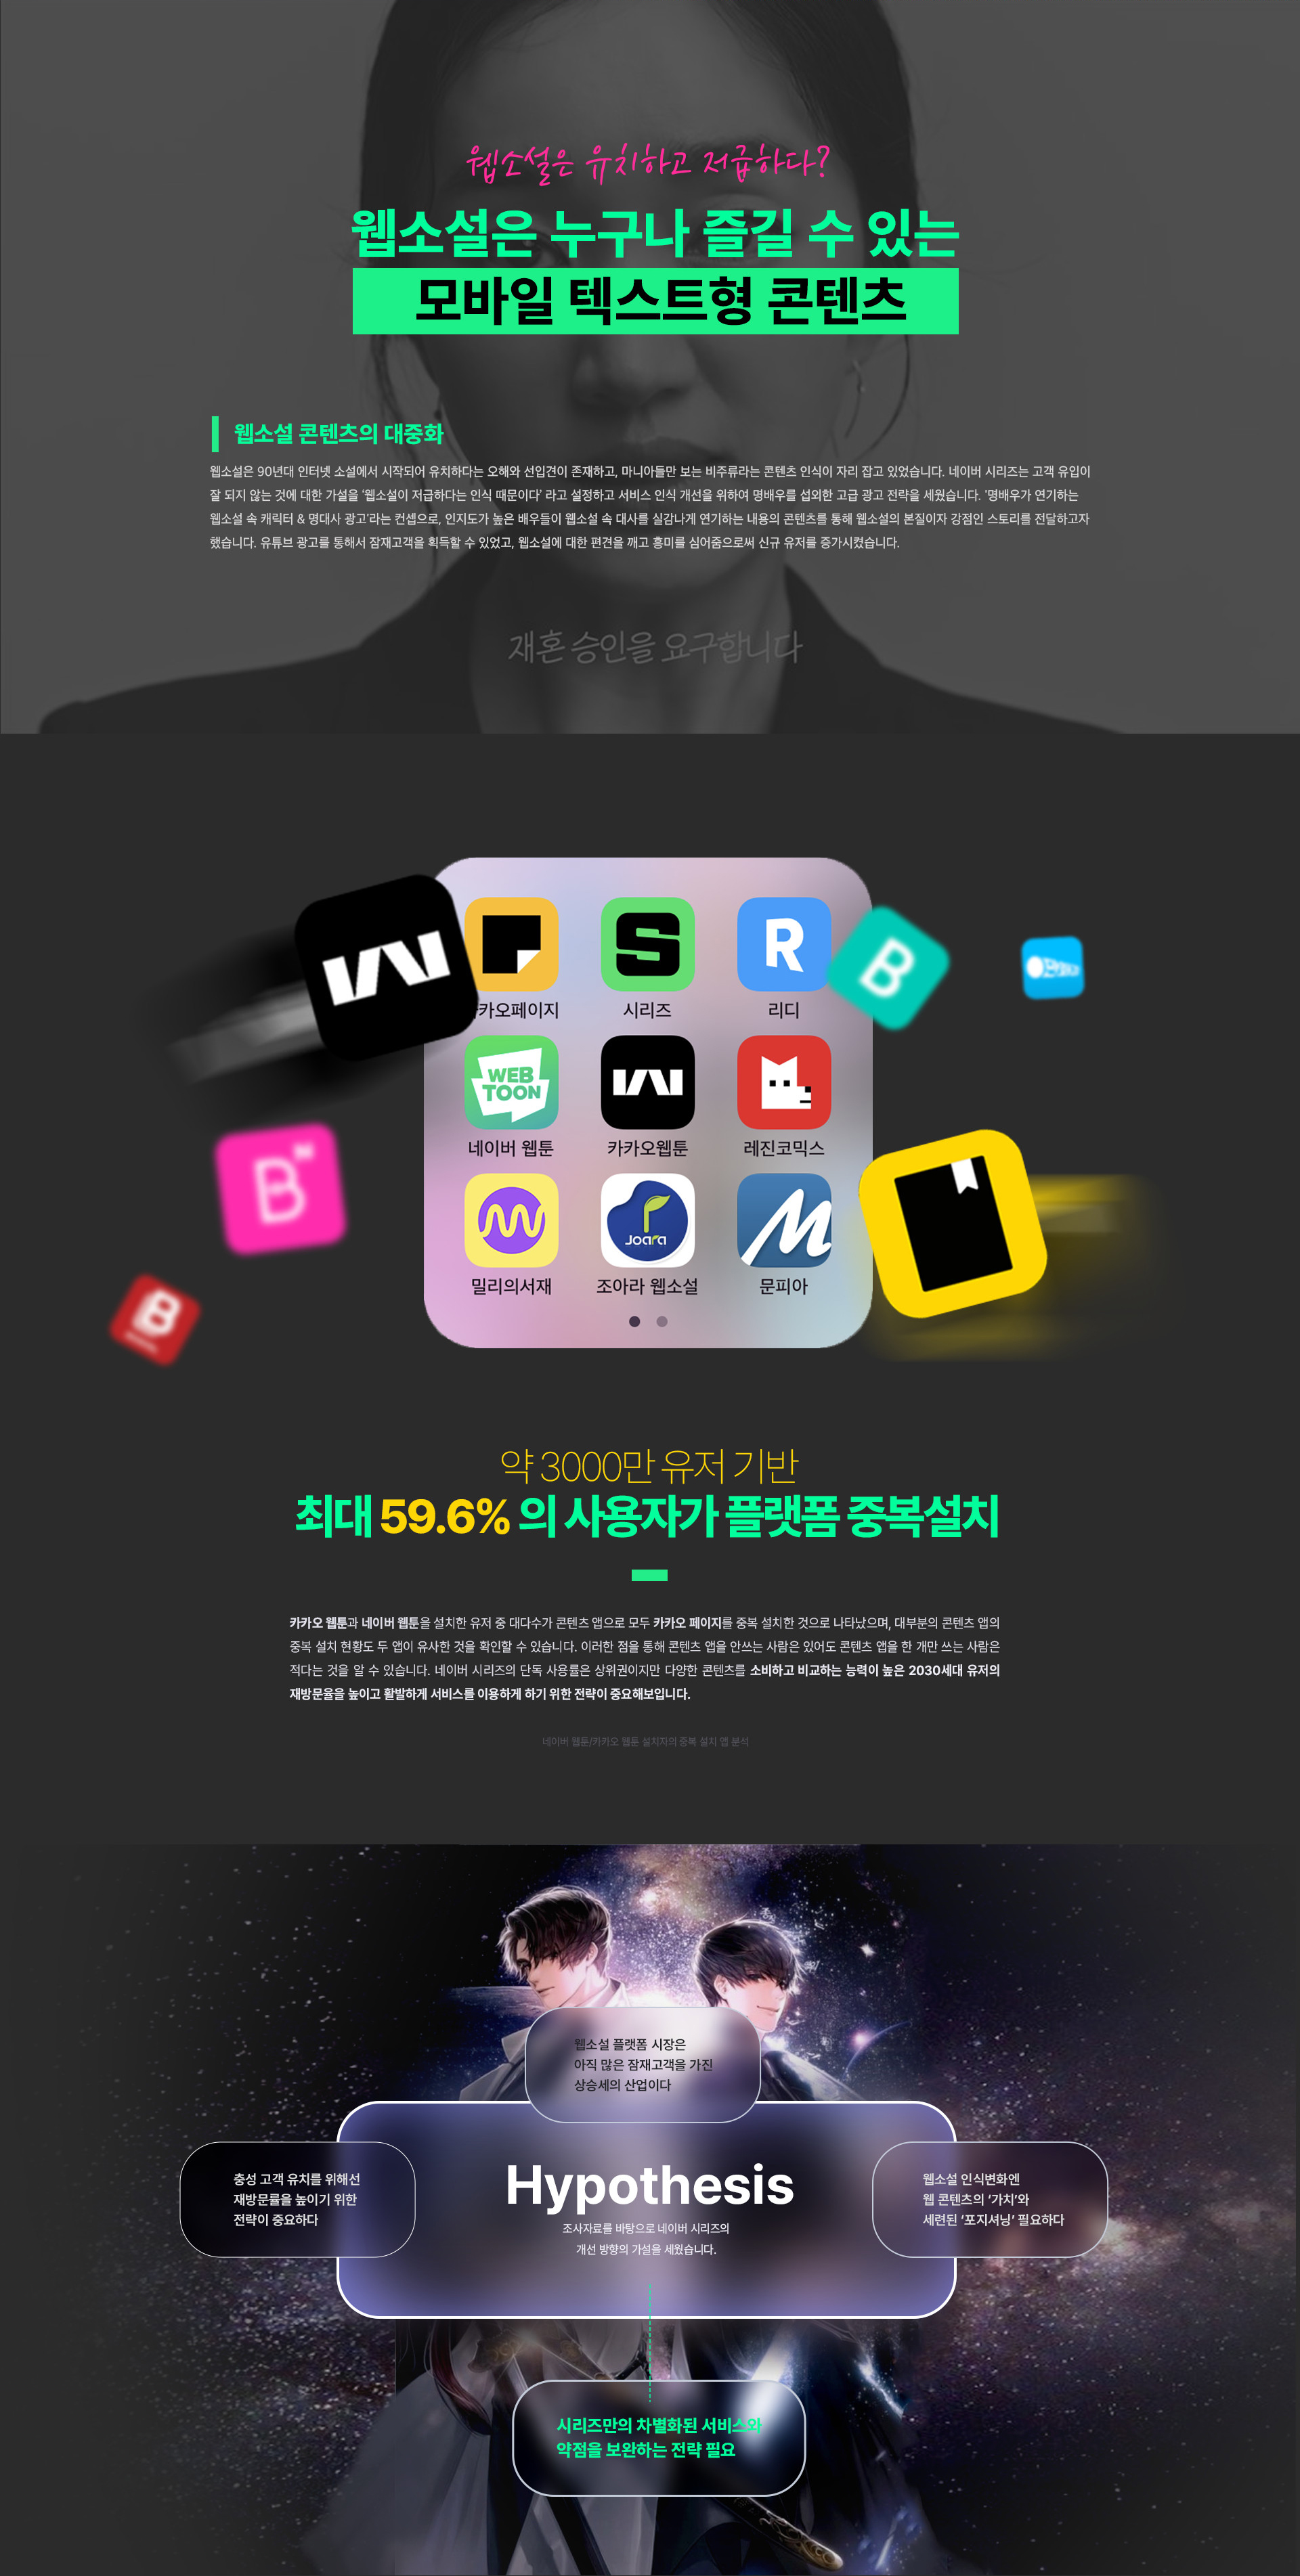 웹소설은 유치하고 저급하다?
웹소설은 누구나 즐길 수 있는
모바일 텍스트형 콘텐츠
웹소설 콘텐츠의 대중화
웹소설은 90년대 인터넷 소설에서 시작되어 유치하다는 오해와 선입견이 존재하고, 마니아들만 보는 비주류라는 콘텐츠 인식이 자리 잡고 있었습니다. 네이버 시리즈는 고객 유입이
잘 되지 않는 것에 대한 가설을 '웹소설이 저급하다는 인식 때문이다' 라고 설정하고 서비스 인식 개선을 위하여 명배우를 섭외한 고급 광고 전략을 세웠습니다. '명배우가 연기하는
웹소설 속 캐릭터 & 명대사 광고'라는 컨셉으로, 인지도가 높은 배우들이 웹소설 속 대사를 실감나게 연기하는 내용의 콘텐츠를 통해 웹소설의 본질이자 강점인 스토리를 전달하고자
했습니다. 유튜브 광고를 통해서 잠재고객을 획득할 수 있었고, 웹소설에 대한 편견을 깨고 흥미를 심어줌으로써 신규 유저를 증가시켰습니다.
재혼 승인을 요구합니다
S
R
B
카오페이지
시리즈
리디
WEB
TOON
네이버 웹툰
카카오웹툰
레진코믹스
B
Joara
M
밀리의서재
조아라 웹소설
문피아
B
약 3000만 유저 기반
최대 59.6% 의 사용자가 플랫폼 중복설치
카카오 웹툰과 네이버 웹툰을 설치한 유저 중 대다수가 콘텐츠 앱으로 모두 카카오 페이지를 중복 설치한 것으로 나타났으며, 대부분의 콘텐츠 앱의
중복 설치 현황도 두 앱이 유사한 것을 확인할 수 있습니다. 이러한 점을 통해 콘텐츠 앱을 안쓰는 사람은 있어도 콘텐츠 앱을 한 개만 쓰는 사람은
적다는 것을 알 수 있습니다. 네이버 시리즈의 단독 사용률은 상위권이지만 다양한 콘텐츠를 소비하고 비교하는 능력이 높은 2030세대 유저의
재방문율을 높이고 활발하게 서비스를 이용하게 하기 위한 전략이 중요해보입니다.
네이버 웹툰/카카오 웹툰 설치자의 중복 설치 앱 분석
웹소설 플랫폼 시장은
아직 많은 잠재고객을 가진
상승세의 산업이다
충성 고객 유치를 위해선
재방문률을 높이기 위한
전략이 중요하다
Hypothesis
조사자료를 바탕으로 네이버 시리즈의
개선 방향의 가설을 세웠습니다.
웹소설 인식변화엔
웹 콘텐츠의 '가치'와
세련된 '포지셔닝' 필요하다
시리즈만의 차별화된 서비스와
약점을 보완하는 전략 필요